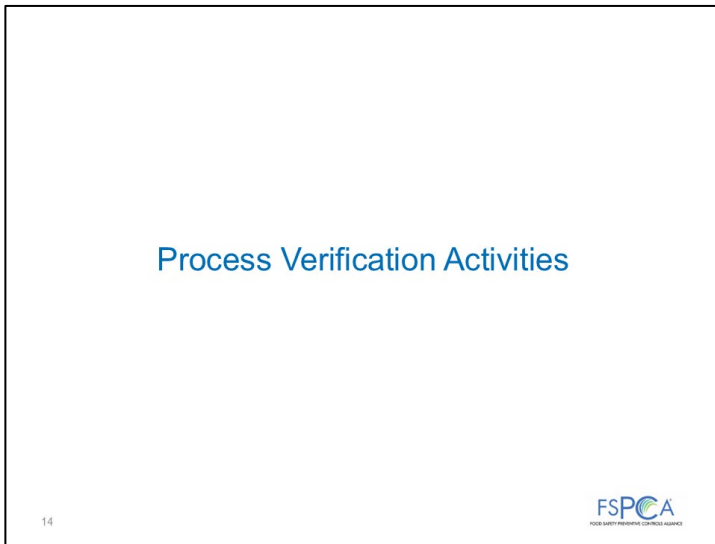 Process Verification Activities
14
FSPCA
FOOD SAFETY PREVENTIVE CONTROLS ALLIANCE